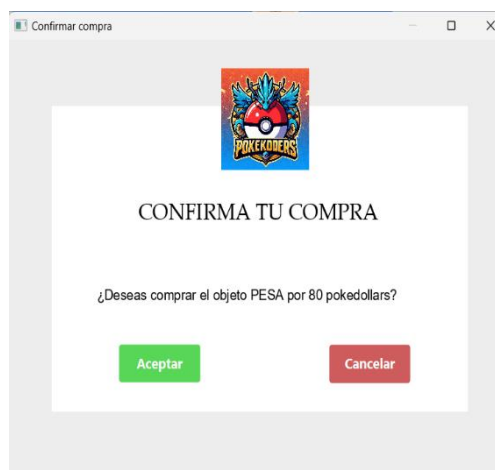 Confirmar compra
POKEKODERS
CONFIRMA TU COMPRA
¿Deseas comprar el objeto PESA por 80 pokedollars?
Aceptar
Cancelar